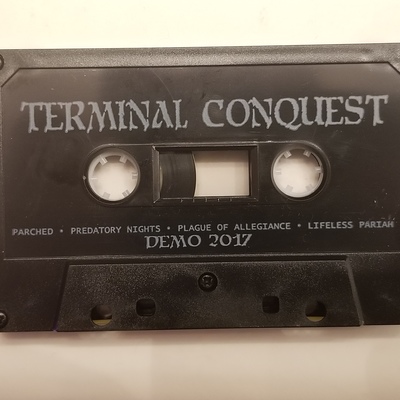 TERMINAL CONQUEST
PARCHED • PREDATORY NIGHTS • PLAGUE OF ALLEGIANCE • LIFELESS PARIAH
DEMO 2017